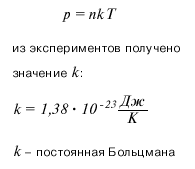 p = nkT
из экспериментов получено
значение k:
k = 1,38 · 10⁻²³ Дж/K
k – постоянная Больцмана